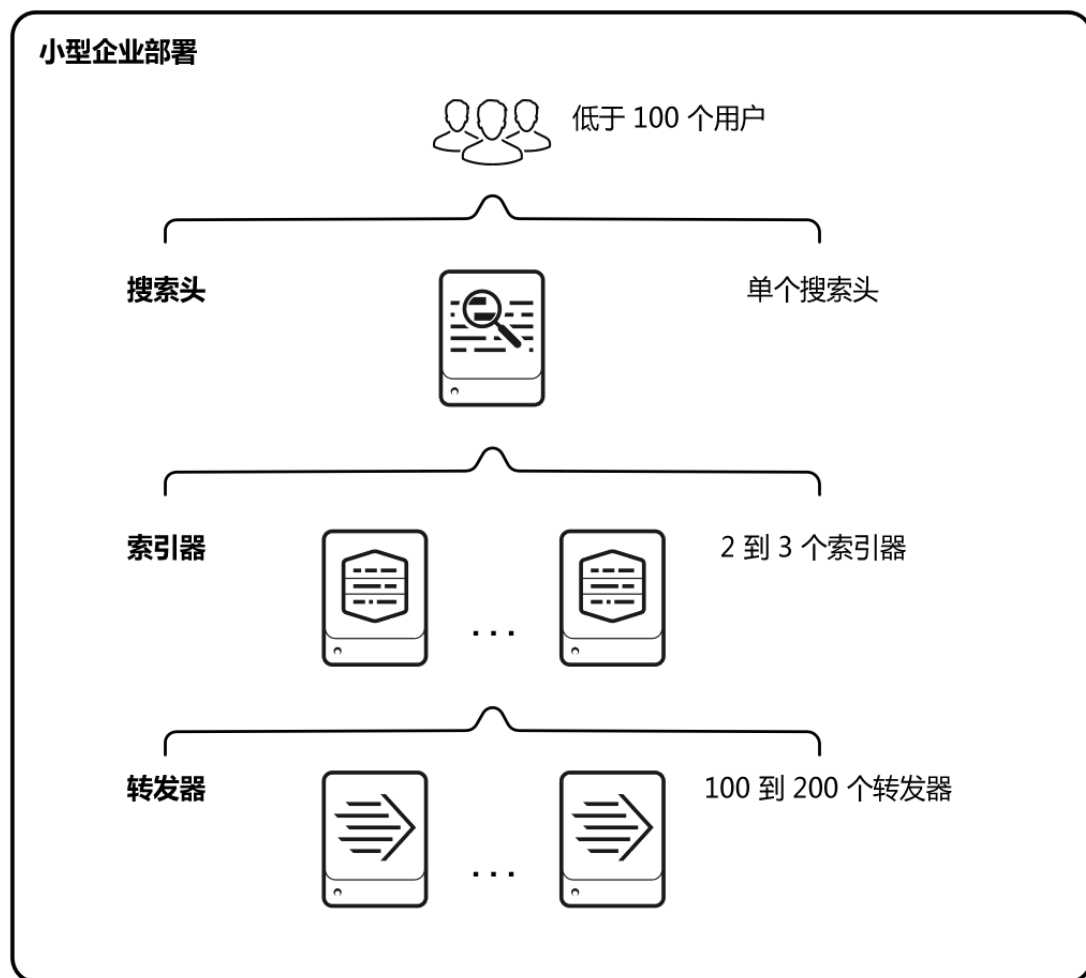 小型企业部署
低于 100 个用户
搜索头
单个搜索头
索引器
2 到 3 个索引器
...
转发器
100 到 200 个转发器
...